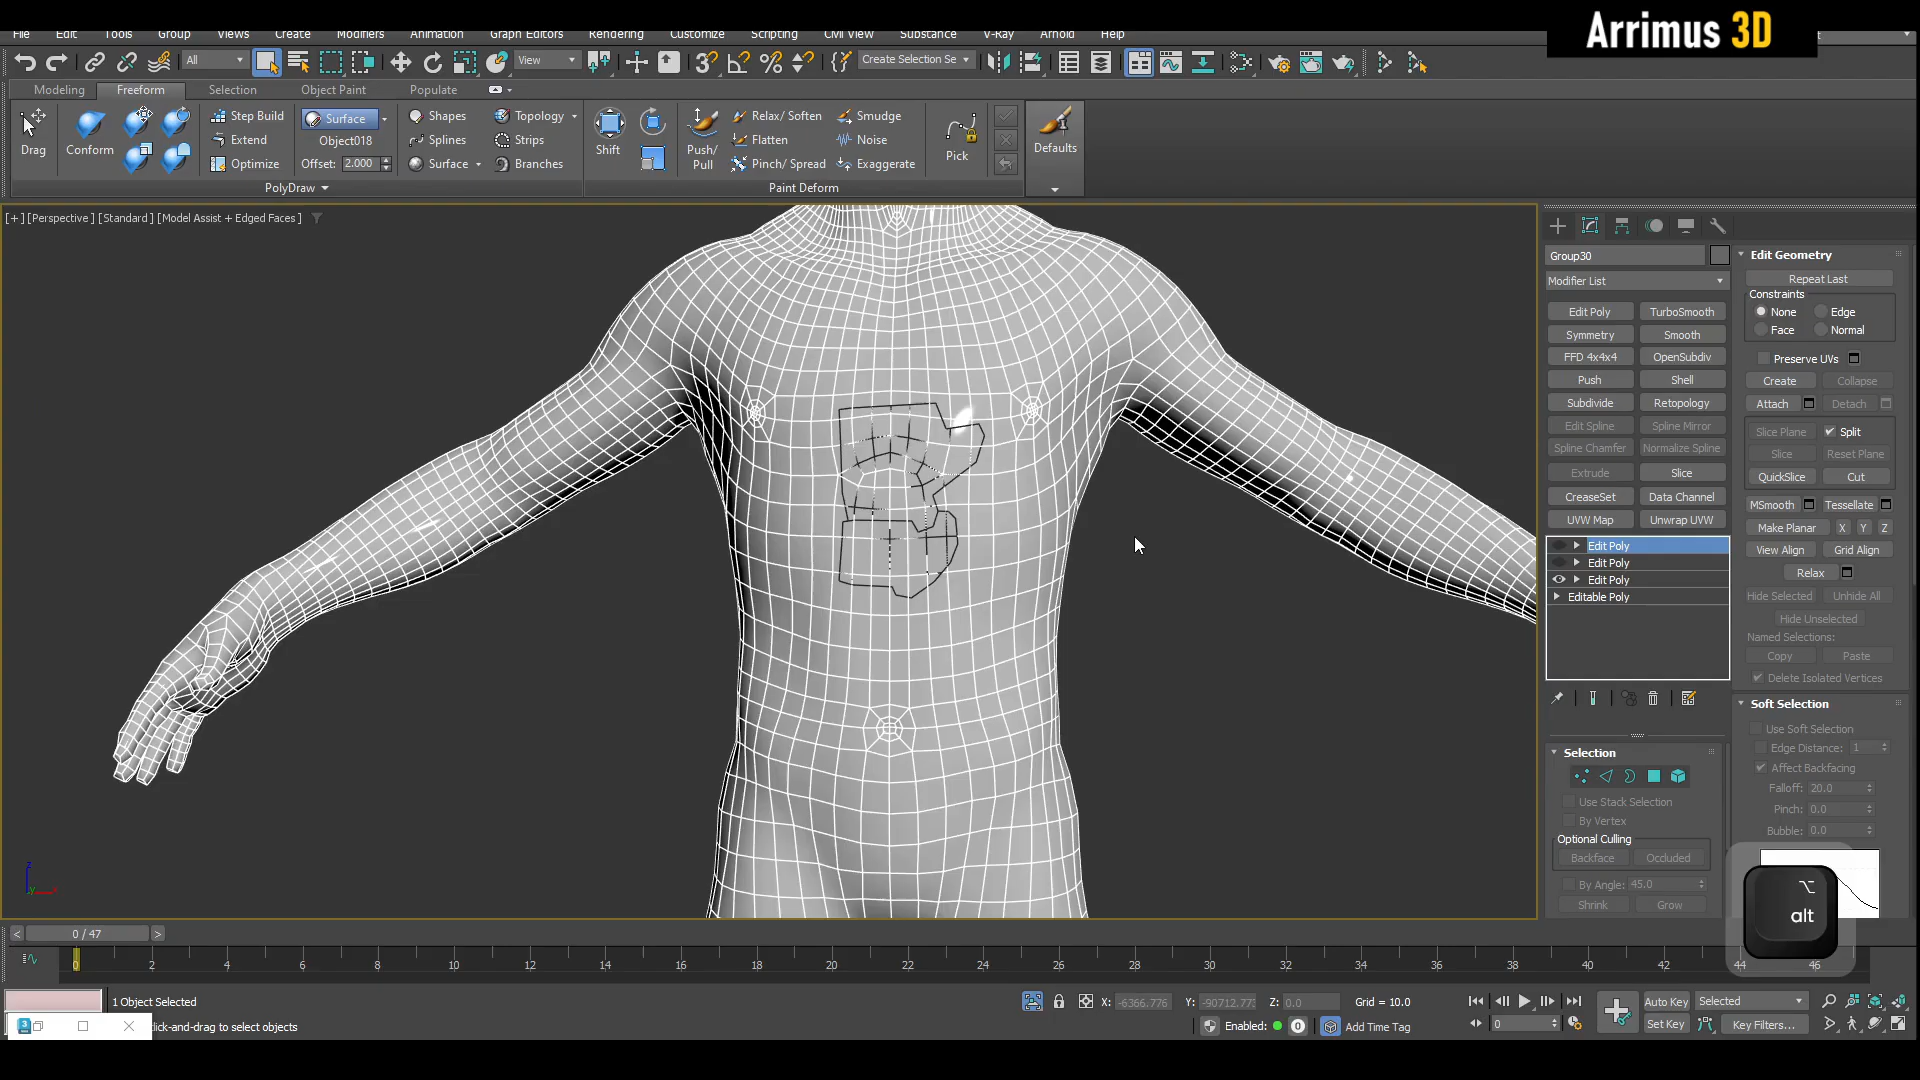 Arrimus 3D
File Edit Tools Group Views Create Modifiers Animation Graph Editors Rendering Customize Scripting Civil View Substance V-Ray Arnold Help
All View Create Selection Se
Modeling Freeform Selection Object Paint Populate
Step Build Surface Shapes Topology Relax/ Soften Smudge
Drag Conform Extend Object018 Splines Strips Shift Push/ Pull Flatten Noise Pick Defaults
Optimize Offset: 2.000 Surface Branches Pinch/ Spread Exaggerate
PolyDraw Paint Deform
[+] [Perspective] [Standard] [Model Assist + Edged Faces]
Group30
Modifier List
Edit Poly TurboSmooth
Symmetry Smooth
FFD 4x4x4 OpenSubdiv
Push Shell
Subdivide Retopology
Edit Spline Spline Mirror
Spline Chamfer Normalize Spline
Extrude Slice
CreaseSet Data Channel
UVW Map Unwrap UVW
Edit Poly
Edit Poly
Edit Poly
Editable Poly
Selection
Use Stack Selection
By Vertex
Optional Culling
Backface Occluded
By Angle: 45.0
Shrink Grow
Edit Geometry
Repeat Last
Constraints
None Edge
Face Normal
Preserve UVs
Create Collapse
Attach Detach
Slice Plane Split
Slice Reset Plane
QuickSlice Cut
MSmooth Tessellate
Make Planar X Y Z
View Align Grid Align
Relax
Hide Selected Unhide All
Hide Unselected
Named Selections:
Copy Paste
Delete Isolated Vertices
Soft Selection
Use Soft Selection
Edge Distance: 1
Affect Backfacing
Falloff: 20.0
Pinch: 0.0
Bubble: 0.0
alt
z
x
y
< 0 / 47 >
0 2 4 6 8 10 12 14 16 18 20 22 24 26 28 30 32 34 36 38 40 42 44 46
1 Object Selected X: -6366.776 Y: -90712.77 Z: 0.0 Grid = 10.0 Auto Key Selected
3 click-and-drag to select objects Enabled: 0 Add Time Tag 0 Set Key Key Filters...